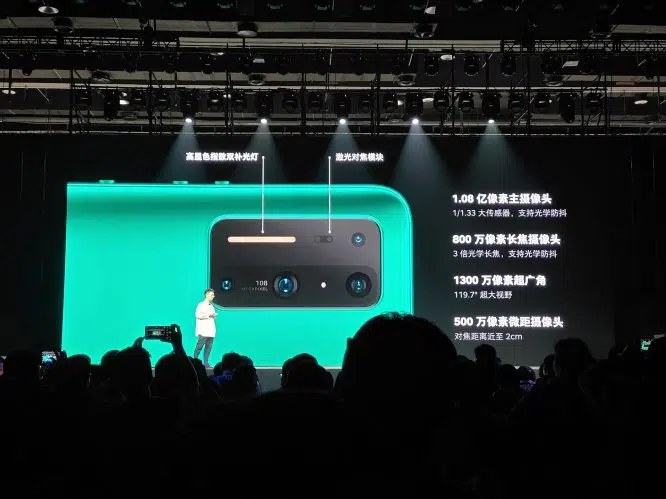 高显色指数双补光灯
激光对焦模块
108
MEGAPIXEL
1.08 亿像素主摄像头
1/1.33 大传感器，支持光学防抖
800 万像素长焦摄像头
3 倍光学长焦，支持光学防抖
1300 万像素超广角
119.7° 超大视野
500 万像素微距摄像头
对焦距离近至 2cm